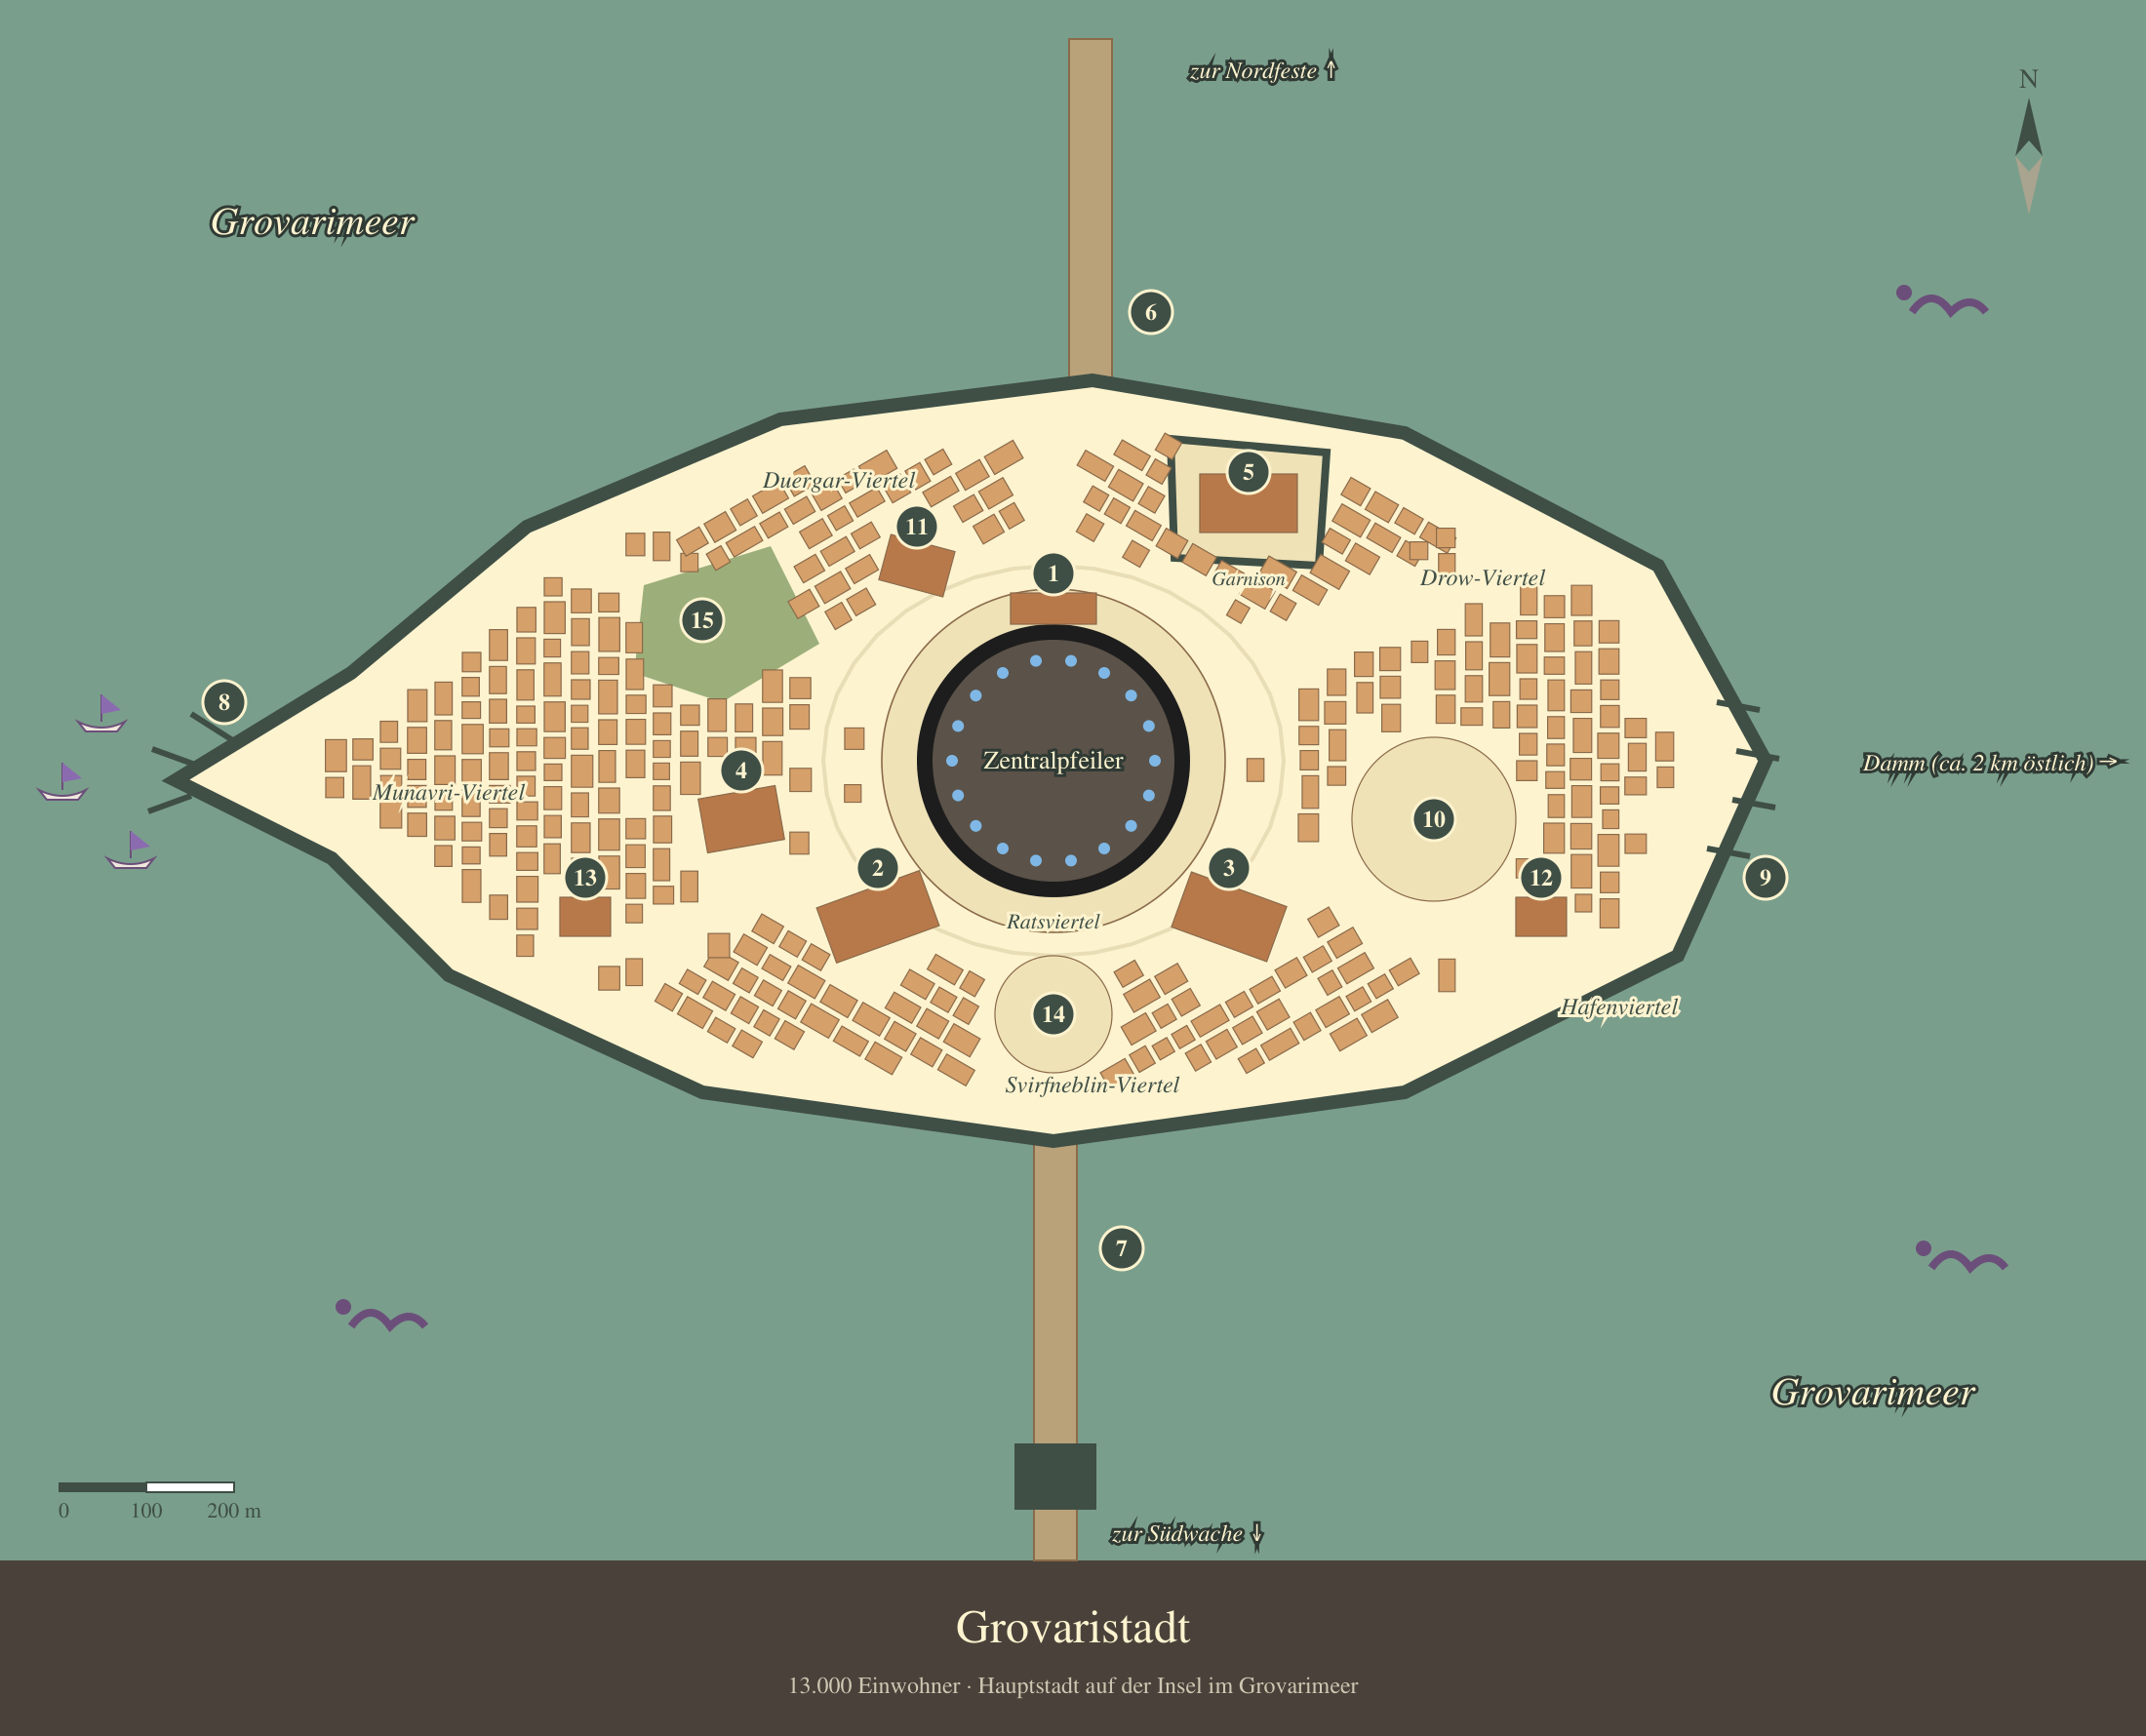 zur Nordfeste ↑
N
Grovarimeer
6
Duergar-Viertel
5
11
1
Garnison
Drow-Viertel
15
8
Zentralpfeiler
Damm (ca. 2 km östlich) →
4
Munavri-Viertel
10
2
3
13
12
9
Ratsviertel
14
Hafenviertel
Svirfneblin-Viertel
7
Grovarimeer
0 100 200 m
zur Südwache ↓
Grovaristadt
13.000 Einwohner · Hauptstadt auf der Insel im Grovarimeer